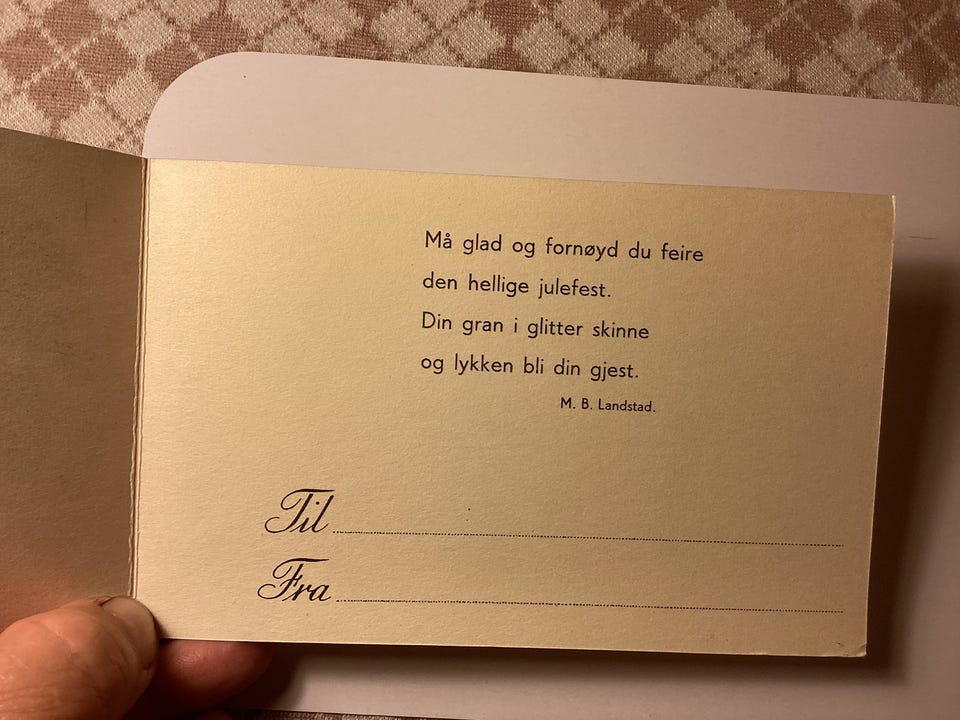 Må glad og fornøyd du feire
den hellige julefest.
Din gran i glitter skinne
og lykken bli din gjest.
M. B. Landstad.
Til
Fra